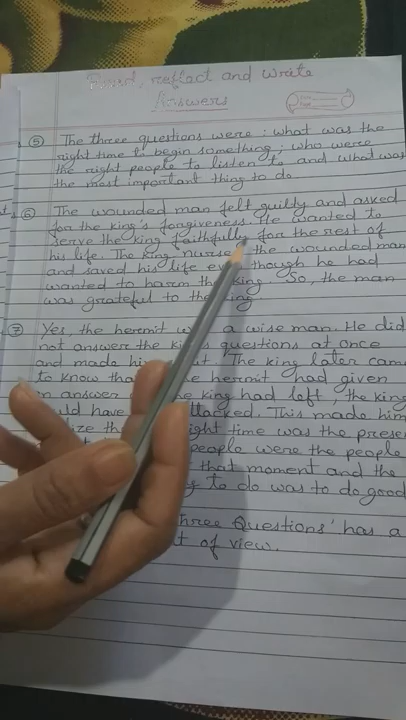 Read, reflect and write
Answers
⑤ The three questions were: what was the
right time to begin something; who were
the right people to listen to and what was
the most important thing to do.
⑥ The wounded man felt guilty and asked
for the king's forgiveness. He wanted to
serve the king faithfully for the rest of
his life. The king nursed the wounded man
and saved his life even though he had
wanted to harm the king. So, the man
was grateful to the king
⑦ Yes, the hermit was a wise man. He did
not answer the king's questions at once
and made him. The king later came
to know that the hermit had given
king had left, the king
have attacked. This made him
the right time was the
people were the people
that moment and the
to do was to do good
Three Questions' has a
of view.